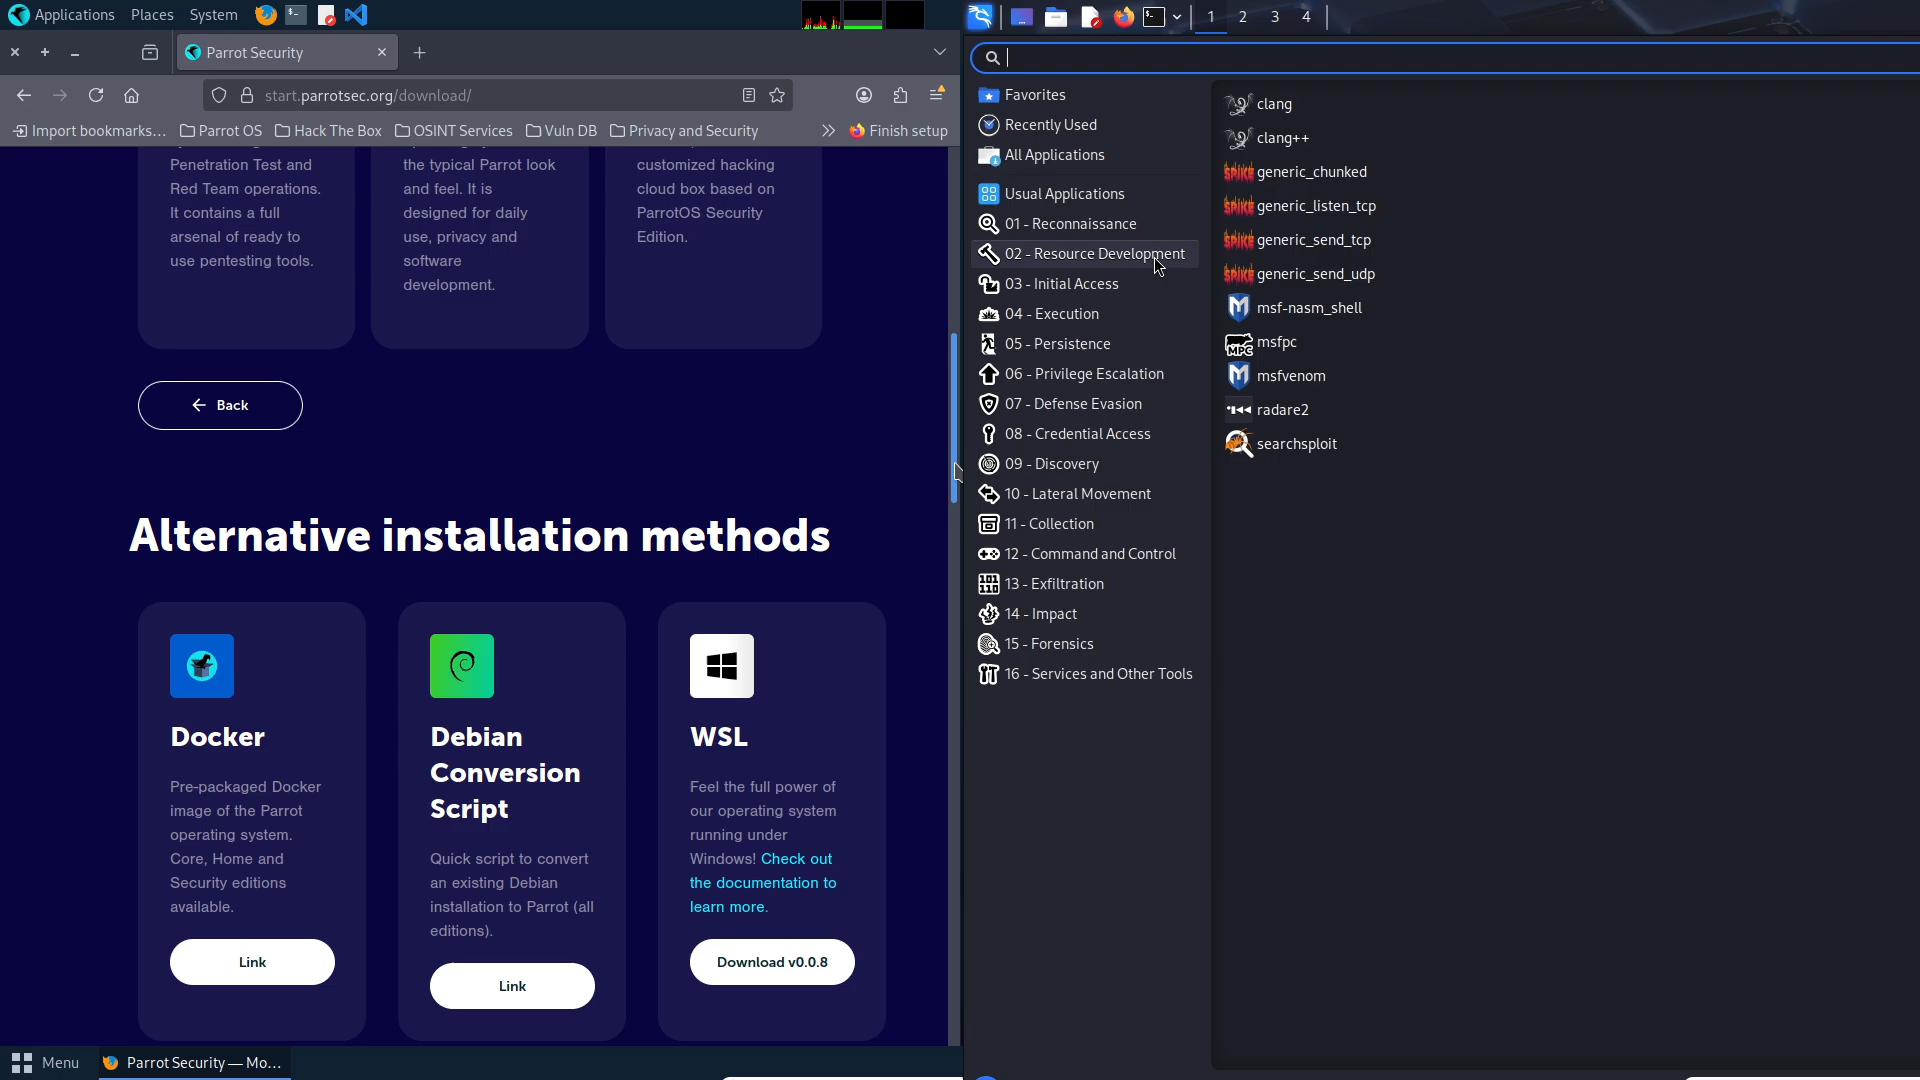 Applications Places System
Parrot Security
start.parrotsec.org/download/
Import bookmarks... Parrot OS Hack The Box OSINT Services Vuln DB Privacy and Security Finish setup
Penetration Test and
Red Team operations.
It contains a full
arsenal of ready to
use pentesting tools.
the typical Parrot look
and feel. It is
designed for daily
use, privacy and
software
development.
customized hacking
cloud box based on
ParrotOS Security
Edition.
Back
Alternative installation methods
Docker
Pre-packaged Docker
image of the Parrot
operating system.
Core, Home and
Security editions
available.
Link
Debian
Conversion
Script
Quick script to convert
an existing Debian
installation to Parrot (all
editions).
Link
WSL
Feel the full power of
our operating system
running under
Windows! Check out
the documentation to
learn more.
Download v0.0.8
Menu Parrot Security — Mo...
1 2 3 4
Favorites
Recently Used
All Applications
Usual Applications
01 - Reconnaissance
02 - Resource Development
03 - Initial Access
04 - Execution
05 - Persistence
06 - Privilege Escalation
07 - Defense Evasion
08 - Credential Access
09 - Discovery
10 - Lateral Movement
11 - Collection
12 - Command and Control
13 - Exfiltration
14 - Impact
15 - Forensics
16 - Services and Other Tools
clang
clang++
SPIKE generic_chunked
SPIKE generic_listen_tcp
SPIKE generic_send_tcp
SPIKE generic_send_udp
msf-nasm_shell
MPC msfpc
msfvenom
radare2
searchsploit